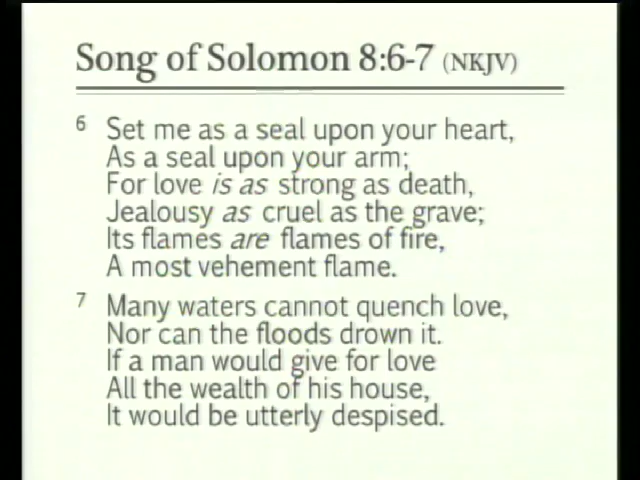 Song of Solomon 8:6-7 (NKJV)
6 Set me as a seal upon your heart,
As a seal upon your arm;
For love is as strong as death,
Jealousy as cruel as the grave;
Its flames are flames of fire,
A most vehement flame.
7 Many waters cannot quench love,
Nor can the floods drown it.
If a man would give for love
All the wealth of his house,
It would be utterly despised.